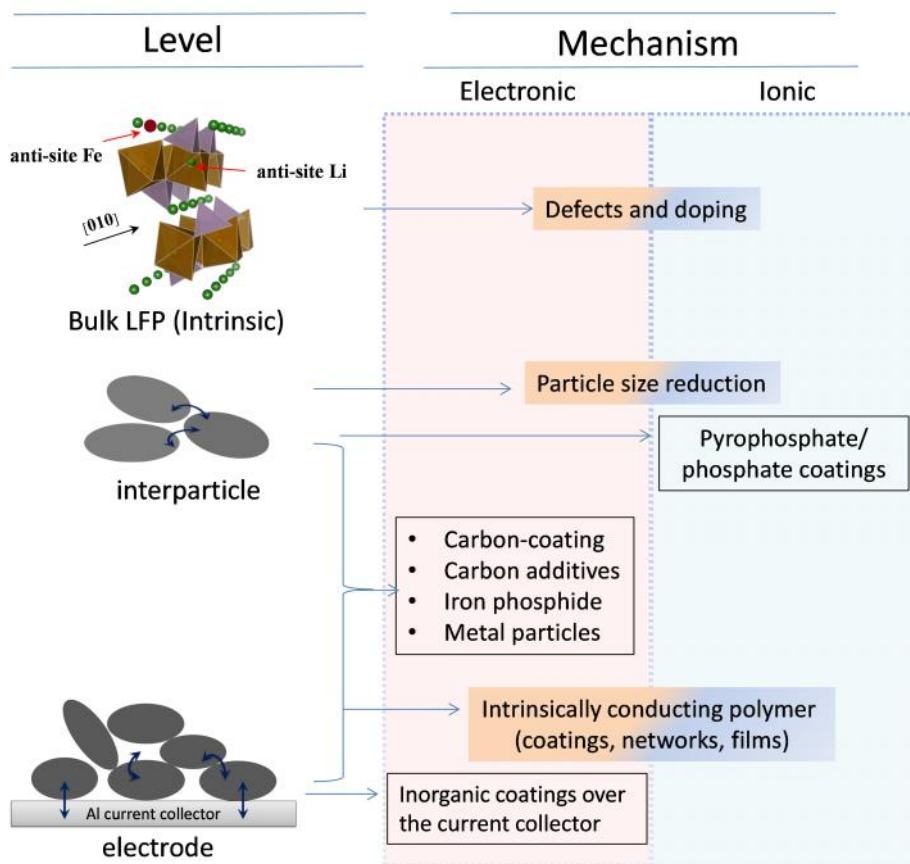 Level
Mechanism
Electronic
Ionic
anti-site Fe
anti-site Li
[010]
Bulk LFP (Intrinsic)
Defects and doping
Particle size reduction
interparticle
Pyrophosphate/
phosphate coatings
• Carbon-coating
• Carbon additives
• Iron phosphide
• Metal particles
Intrinsically conducting polymer
(coatings, networks, films)
Al current collector
electrode
Inorganic coatings over
the current collector